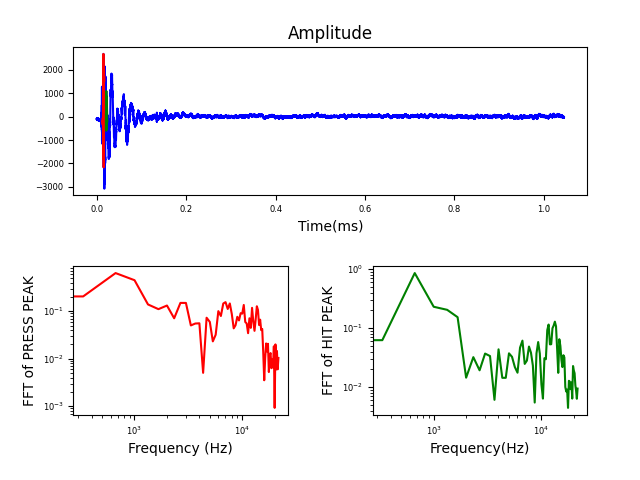 Amplitude
2000
1000
0
−1000
−2000
−3000
0.0 0.2 0.4 0.6 0.8 1.0
Time(ms)
FFT of PRESS PEAK
10⁻¹
10⁻²
10⁻³
10³ 10⁴
Frequency (Hz)
FFT of HIT PEAK
10⁰
10⁻¹
10⁻²
10³ 10⁴
Frequency(Hz)